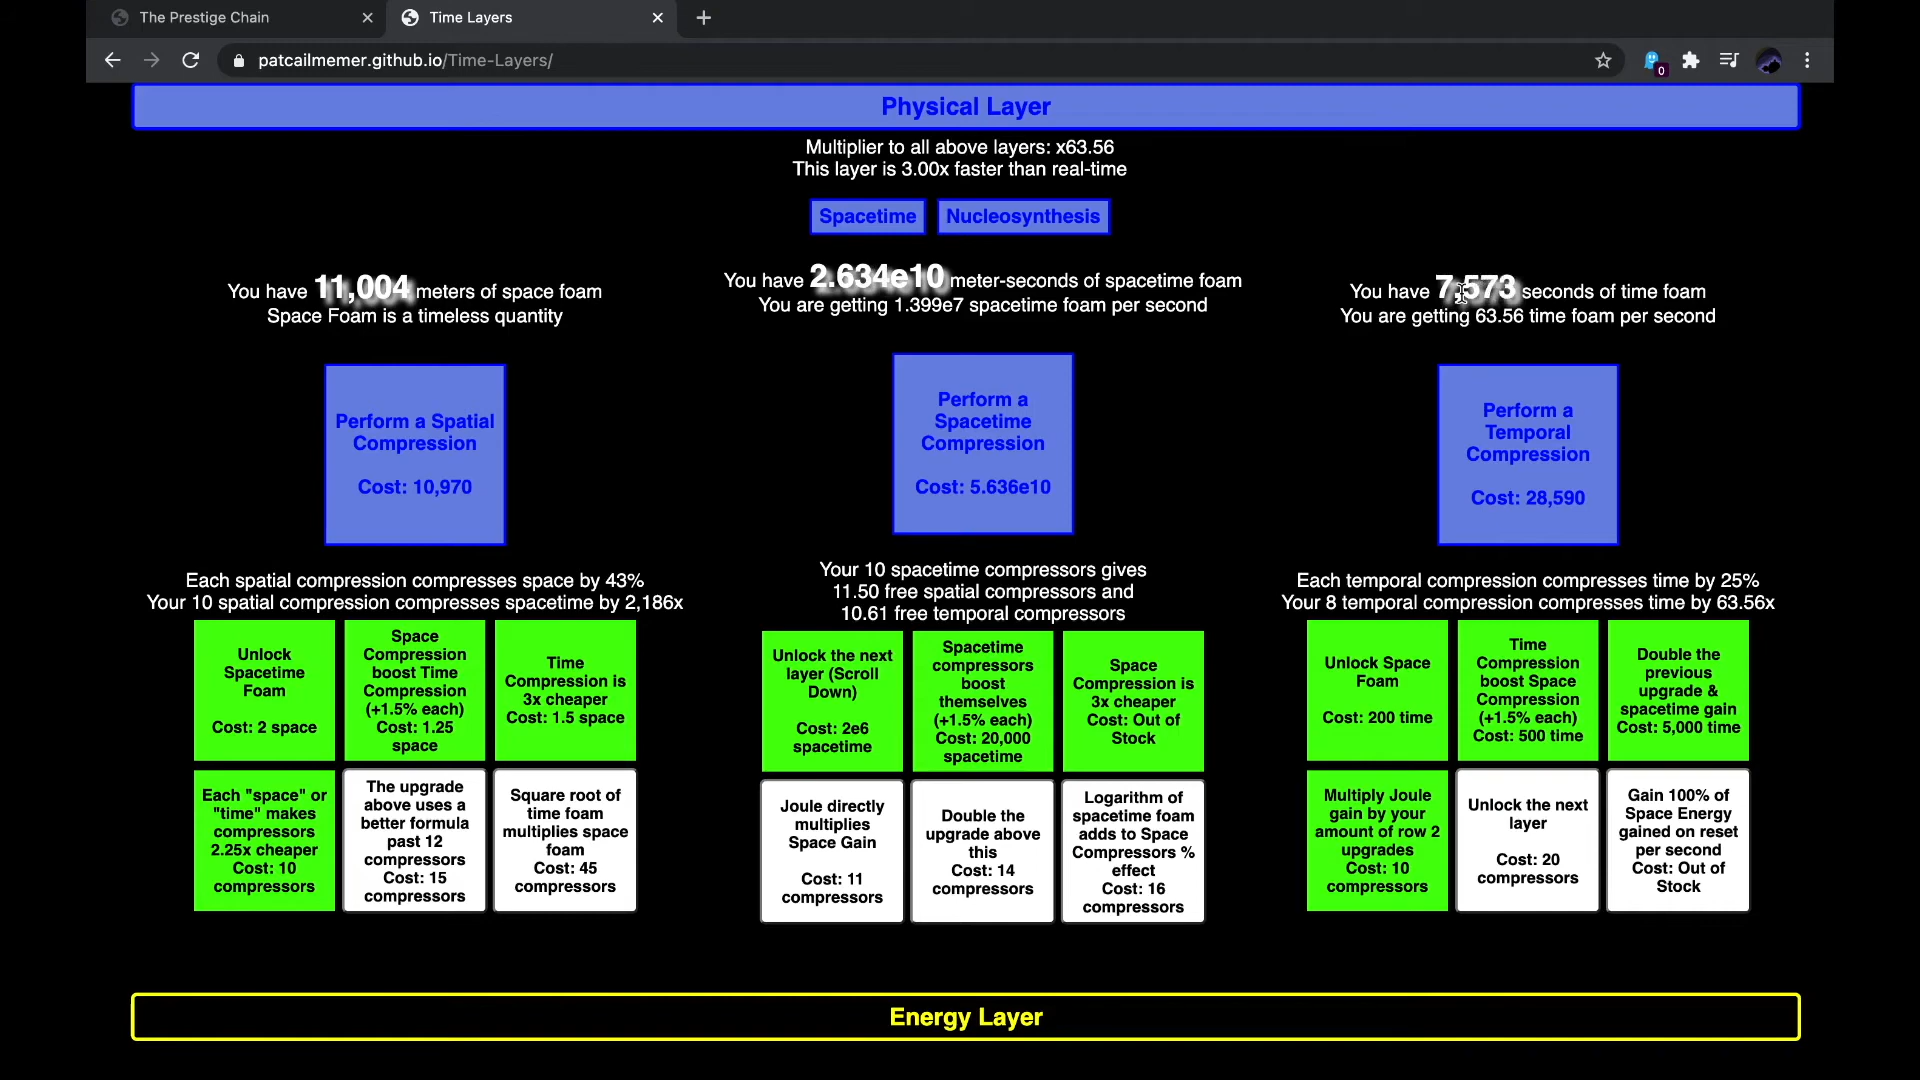 The Prestige Chain
Time Layers
patcailmemer.github.io/Time-Layers/
0
Physical Layer
Multiplier to all above layers: x63.56
This layer is 3.00x faster than real-time
Spacetime
Nucleosynthesis
You have 11,004 meters of space foam
Space Foam is a timeless quantity
Perform a Spatial
Compression
Cost: 10,970
Each spatial compression compresses space by 43%
Your 10 spatial compression compresses spacetime by 2,186x
Unlock
Spacetime
Foam
Cost: 2 space
Space
Compression
boost Time
Compression
(+1.5% each)
Cost: 1.25
space
Time
Compression is
3x cheaper
Cost: 1.5 space
Each "space" or
"time" makes
compressors
2.25x cheaper
Cost: 10
compressors
The upgrade
above uses a
better formula
past 12
compressors
Cost: 15
compressors
Square root of
time foam
multiplies space
foam
Cost: 45
compressors
You have 2.634e10 meter-seconds of spacetime foam
You are getting 1.399e7 spacetime foam per second
Perform a
Spacetime
Compression
Cost: 5.636e10
Your 10 spacetime compressors gives
11.50 free spatial compressors and
10.61 free temporal compressors
Unlock the next
layer (Scroll
Down)
Cost: 2e6
spacetime
Spacetime
compressors
boost
themselves
(+1.5% each)
Cost: 20,000
spacetime
Space
Compression is
3x cheaper
Cost: Out of
Stock
Joule directly
multiplies
Space Gain
Cost: 11
compressors
Double the
upgrade above
this
Cost: 14
compressors
Logarithm of
spacetime foam
adds to Space
Compressors %
effect
Cost: 16
compressors
You have 7,573 seconds of time foam
You are getting 63.56 time foam per second
Perform a
Temporal
Compression
Cost: 28,590
Each temporal compression compresses time by 25%
Your 8 temporal compression compresses time by 63.56x
Unlock Space
Foam
Cost: 200 time
Time
Compression
boost Space
Compression
(+1.5% each)
Cost: 500 time
Double the
previous
upgrade &
spacetime gain
Cost: 5,000 time
Multiply Joule
gain by your
amount of row 2
upgrades
Cost: 10
compressors
Unlock the next
layer
Cost: 20
compressors
Gain 100% of
Space Energy
gained on reset
per second
Cost: Out of
Stock
Energy Layer